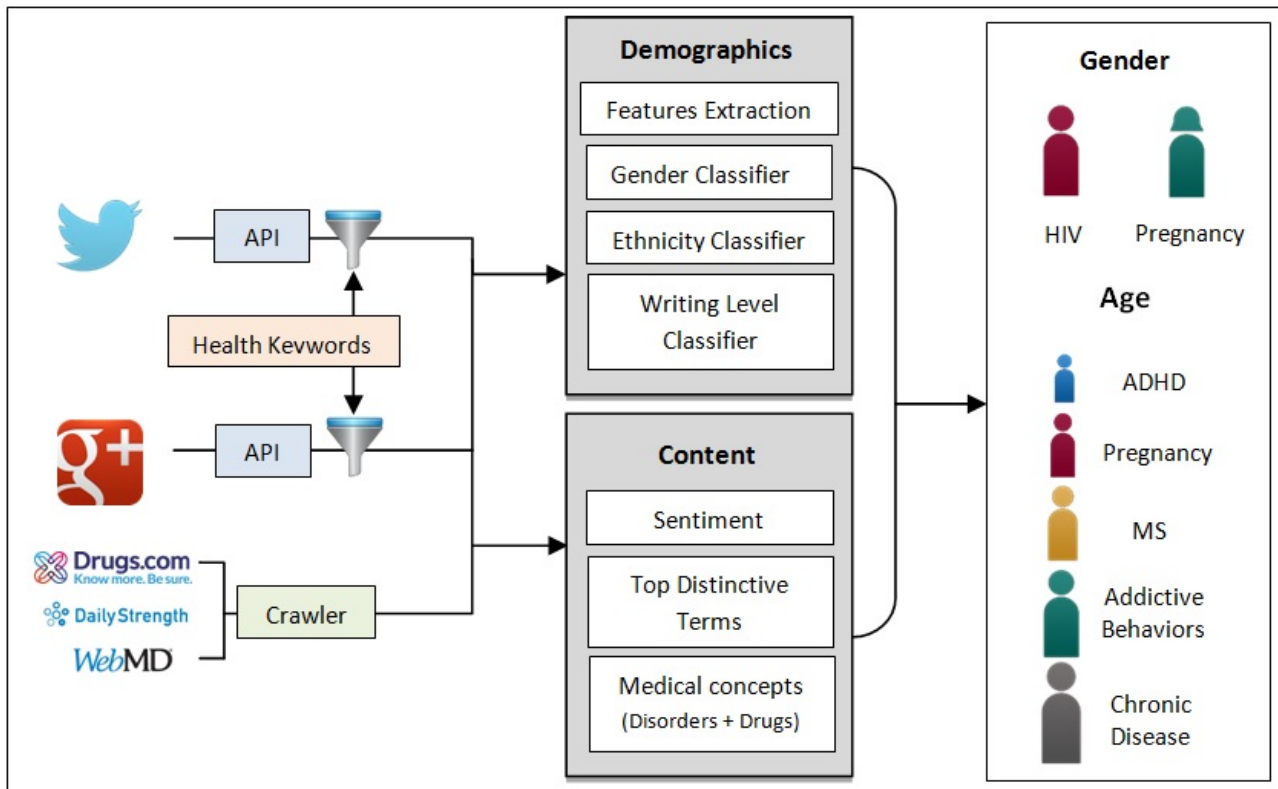 API
Health Kevwords
g+
API
Drugs.com
Know more. Be sure.
DailyStrength
WebMD
Crawler
Demographics
Features Extraction
Gender Classifier
Ethnicity Classifier
Writing Level
Classifier
Content
Sentiment
Top Distinctive
Terms
Medical concepts
(Disorders + Drugs)
Gender
HIV
Pregnancy
Age
ADHD
Pregnancy
MS
Addictive
Behaviors
Chronic
Disease